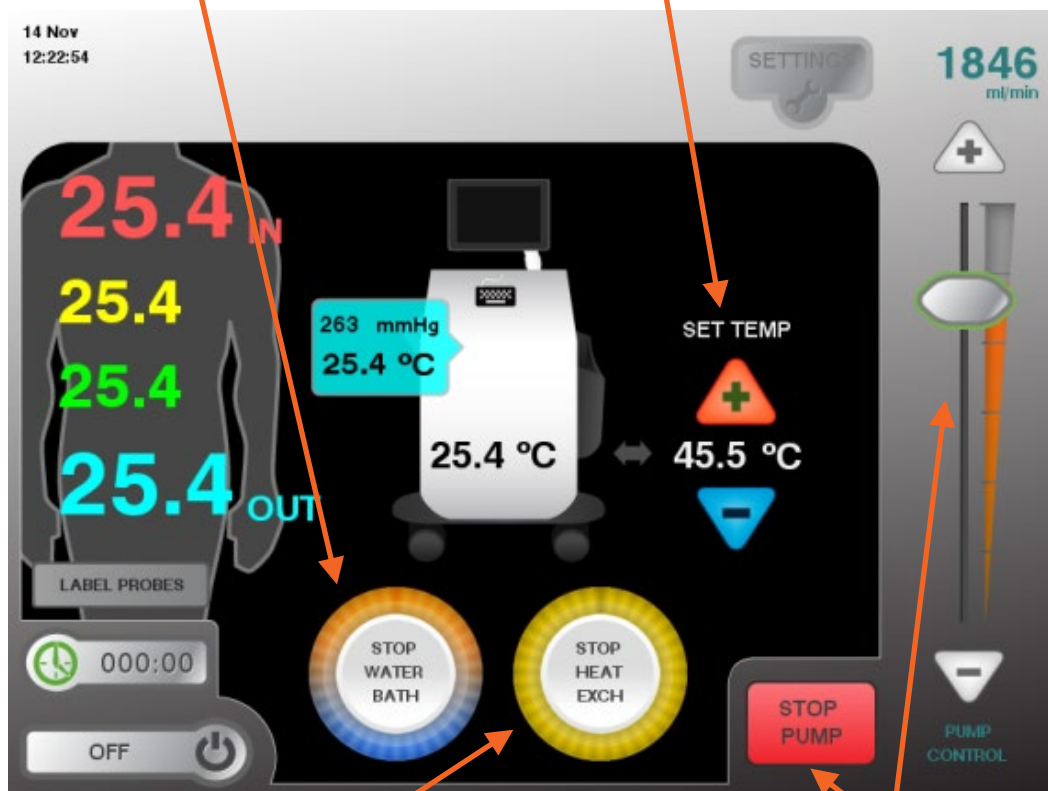 14 Nov
12:22:54
SETTINGS
1846
ml/min
+
25.4 IN
25.4
25.4
25.4 OUT
LABEL PROBES
263 mmHg
25.4 ºC
25.4 ºC
SET TEMP
+
45.5 ºC
-
000:00
OFF
STOP
WATER
BATH
STOP
HEAT
EXCH
STOP
PUMP
-
PUMP
CONTROL